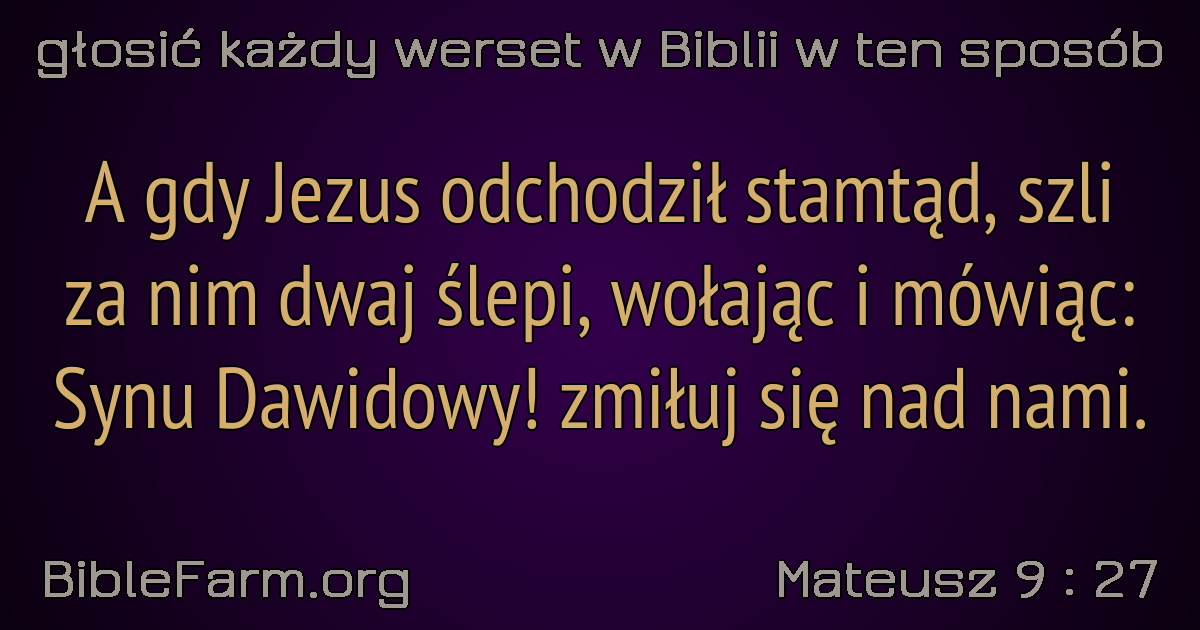 głosić każdy werset w Biblii w ten sposób
A gdy Jezus odchodził stamtąd, szli
za nim dwaj ślepi, wołając i mówiąc:
Synu Dawidowy! zmiłuj się nad nami.
BibleFarm.org
Mateusz 9 : 27